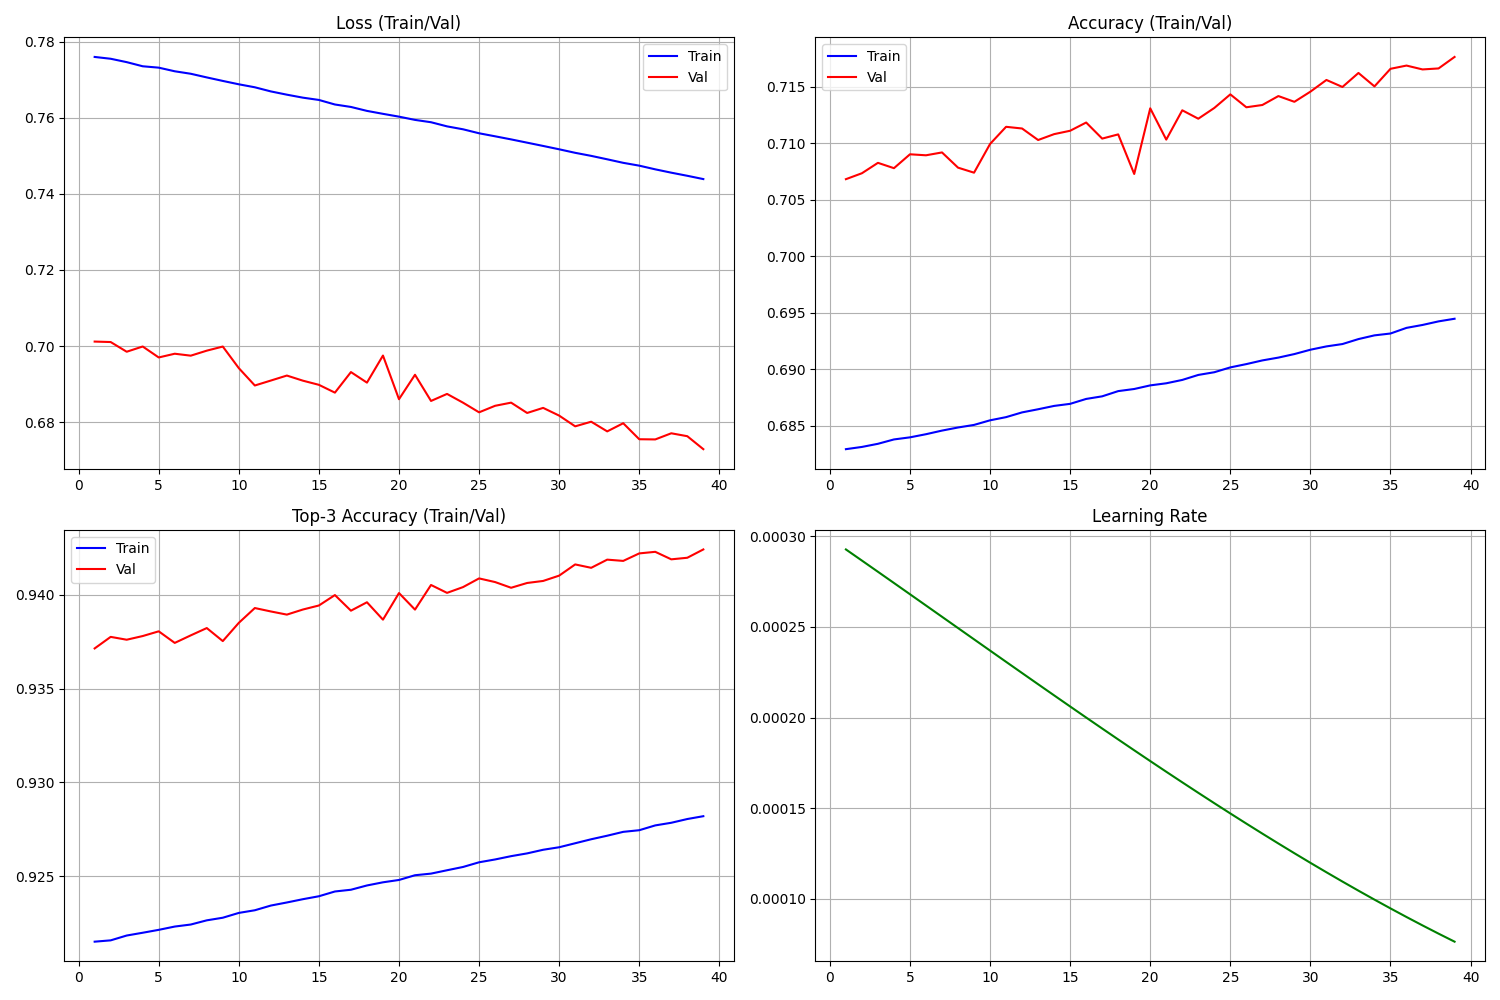 Loss (Train/Val)
Train
Val
0.78
0.76
0.74
0.72
0.70
0.68
0 5 10 15 20 25 30 35 40
Accuracy (Train/Val)
Train
Val
0.715
0.710
0.705
0.700
0.695
0.690
0.685
0 5 10 15 20 25 30 35 40
Top-3 Accuracy (Train/Val)
Train
Val
0.940
0.935
0.930
0.925
0 5 10 15 20 25 30 35 40
Learning Rate
0.00030
0.00025
0.00020
0.00015
0.00010
0 5 10 15 20 25 30 35 40